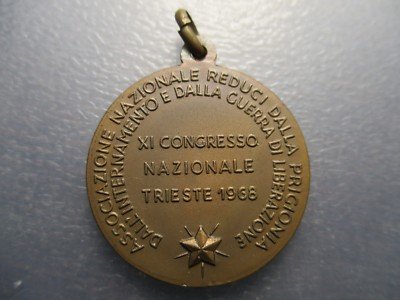 ASSOCIAZIONE NAZIONALE REDUCI DALLA PRIGIONIA
DALL'INTERNAMENTO E DALLA GUERRA DI LIBERAZIONE
XI CONGRESSO
NAZIONALE
TRIESTE 1968